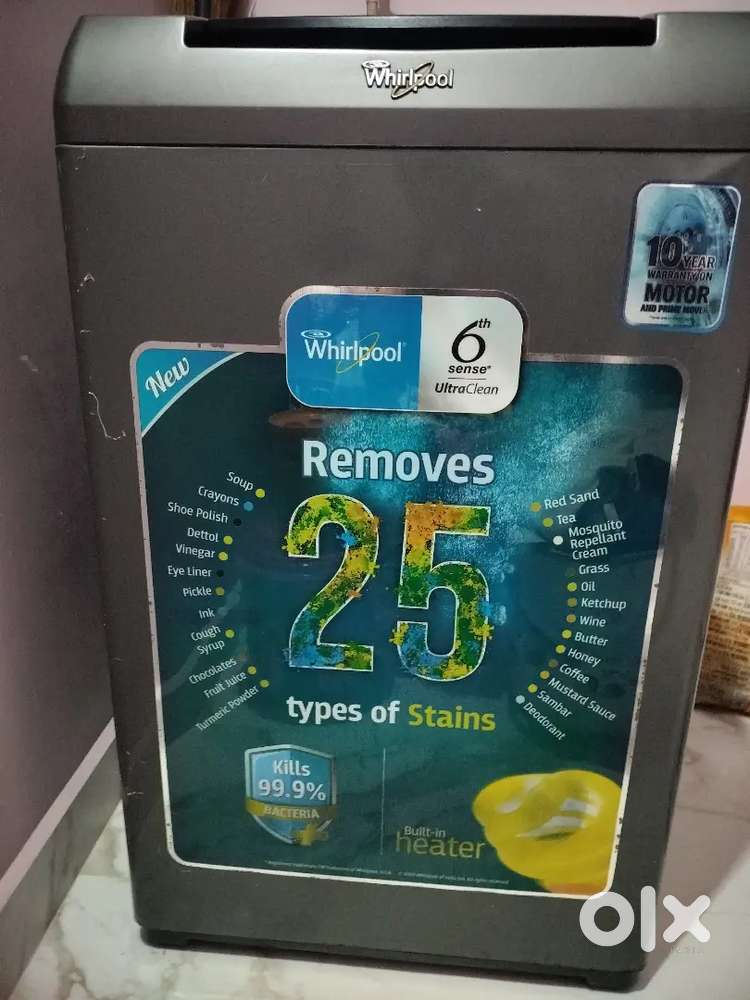 Whirlpool
10 YEAR
WARRANTY ON
MOTOR
AND PRIME MOVER
Whirlpool
6th
sense
UltraClean
New
Removes
25
types of Stains
Soup
Crayons
Shoe Polish
Dettol
Vinegar
Eye Liner
Pickle
Ink
Cough
Syrup
Chocolates
Fruit Juice
Turmeric Powder
Red Sand
Tea
Mosquito
Repellant
Cream
Grass
Oil
Ketchup
Wine
Butter
Honey
Coffee
Mustard Sauce
Sambar
Deodorant
Kills
99.9%
BACTERIA
Built-in
heater
olx